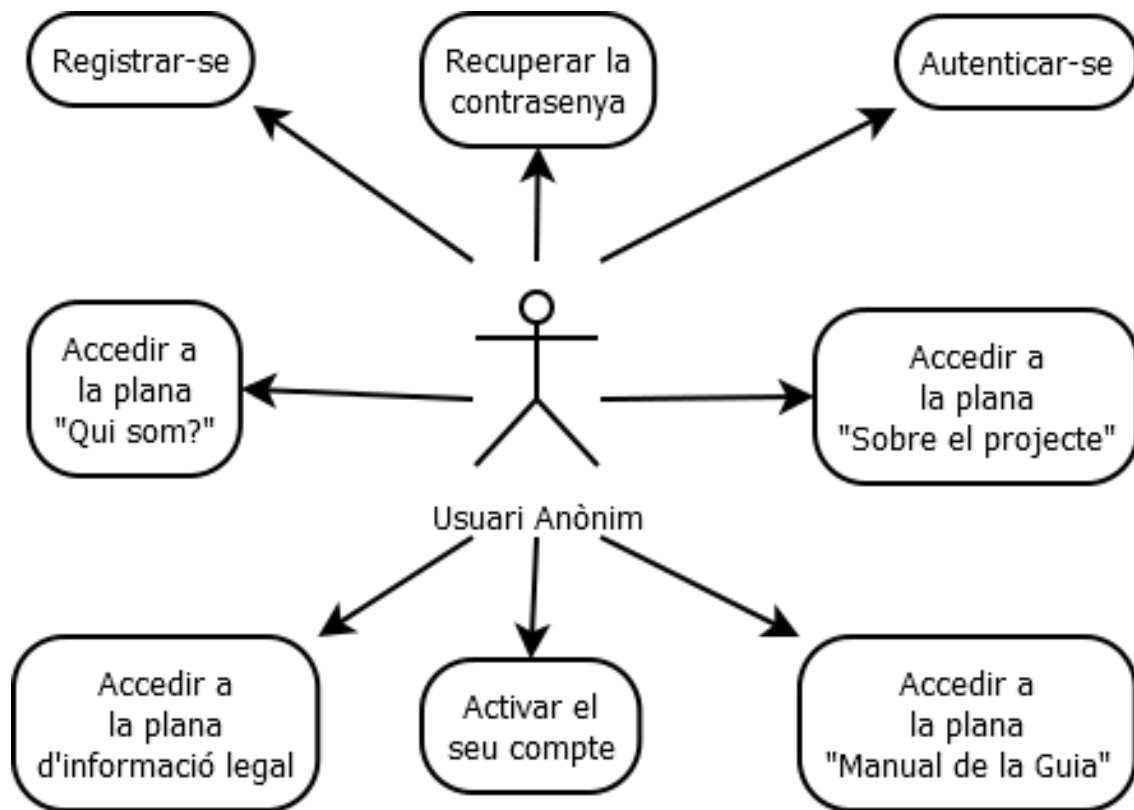 Registrar-se
Recuperar la
contrasenya
Autenticar-se
Accedir a
la plana
"Qui som?"
Accedir a
la plana
"Sobre el projecte"
Usuari Anònim
Accedir a
la plana
d'informació legal
Activar el
seu compte
Accedir a
la plana
"Manual de la Guia"